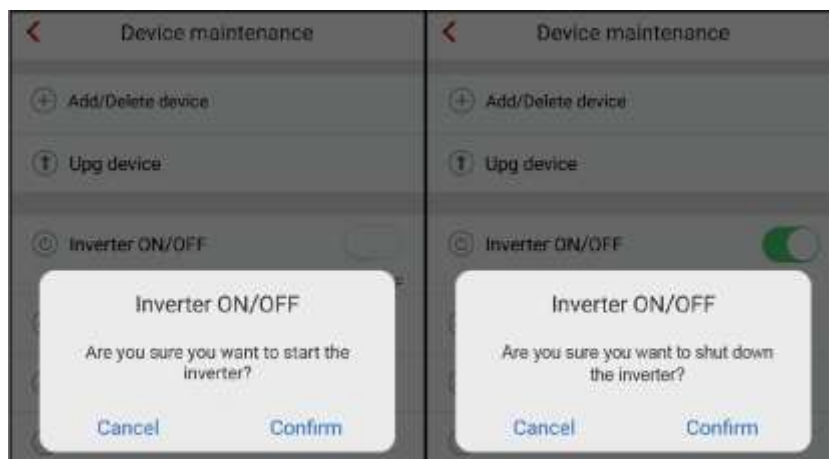 Device maintenance
Add/Delete device
Upg device
Inverter ON/OFF
Inverter ON/OFF
Are you sure you want to start the
inverter?
Cancel Confirm
Device maintenance
Add/Delete device
Upg device
Inverter ON/OFF
Inverter ON/OFF
Are you sure you want to shut down
the inverter?
Cancel Confirm